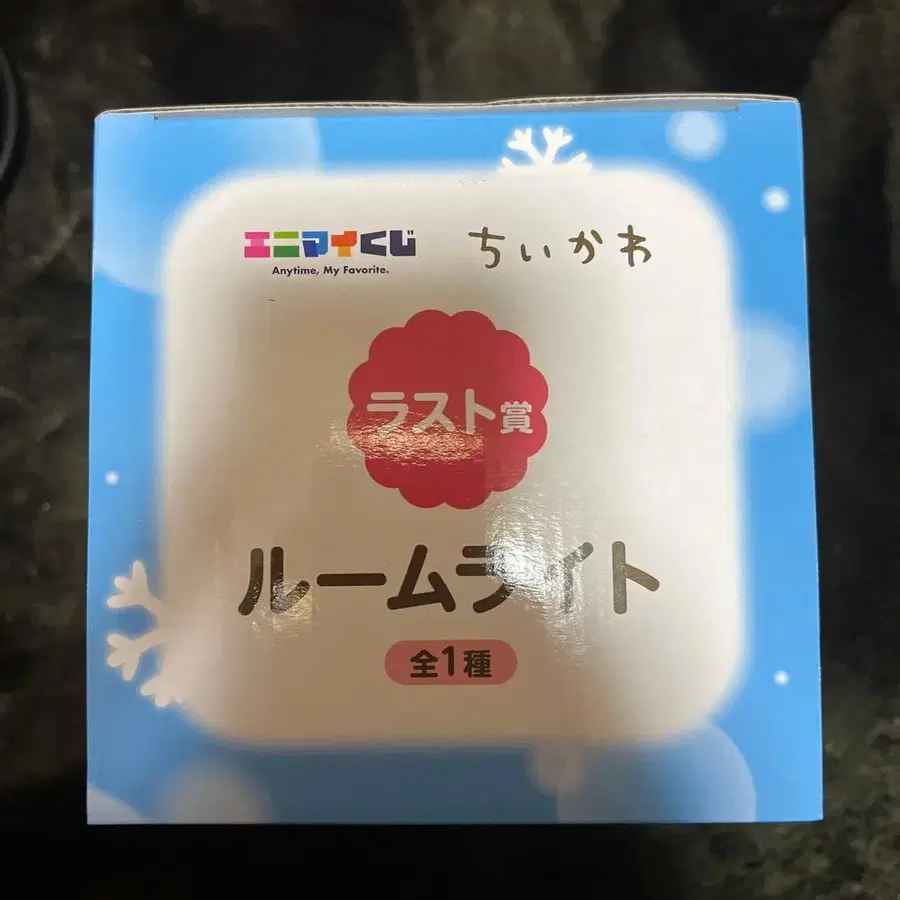 エニマイくじ ちいかわ
Anytime, My Favorite.
ラスト賞
ルームライト
全1種